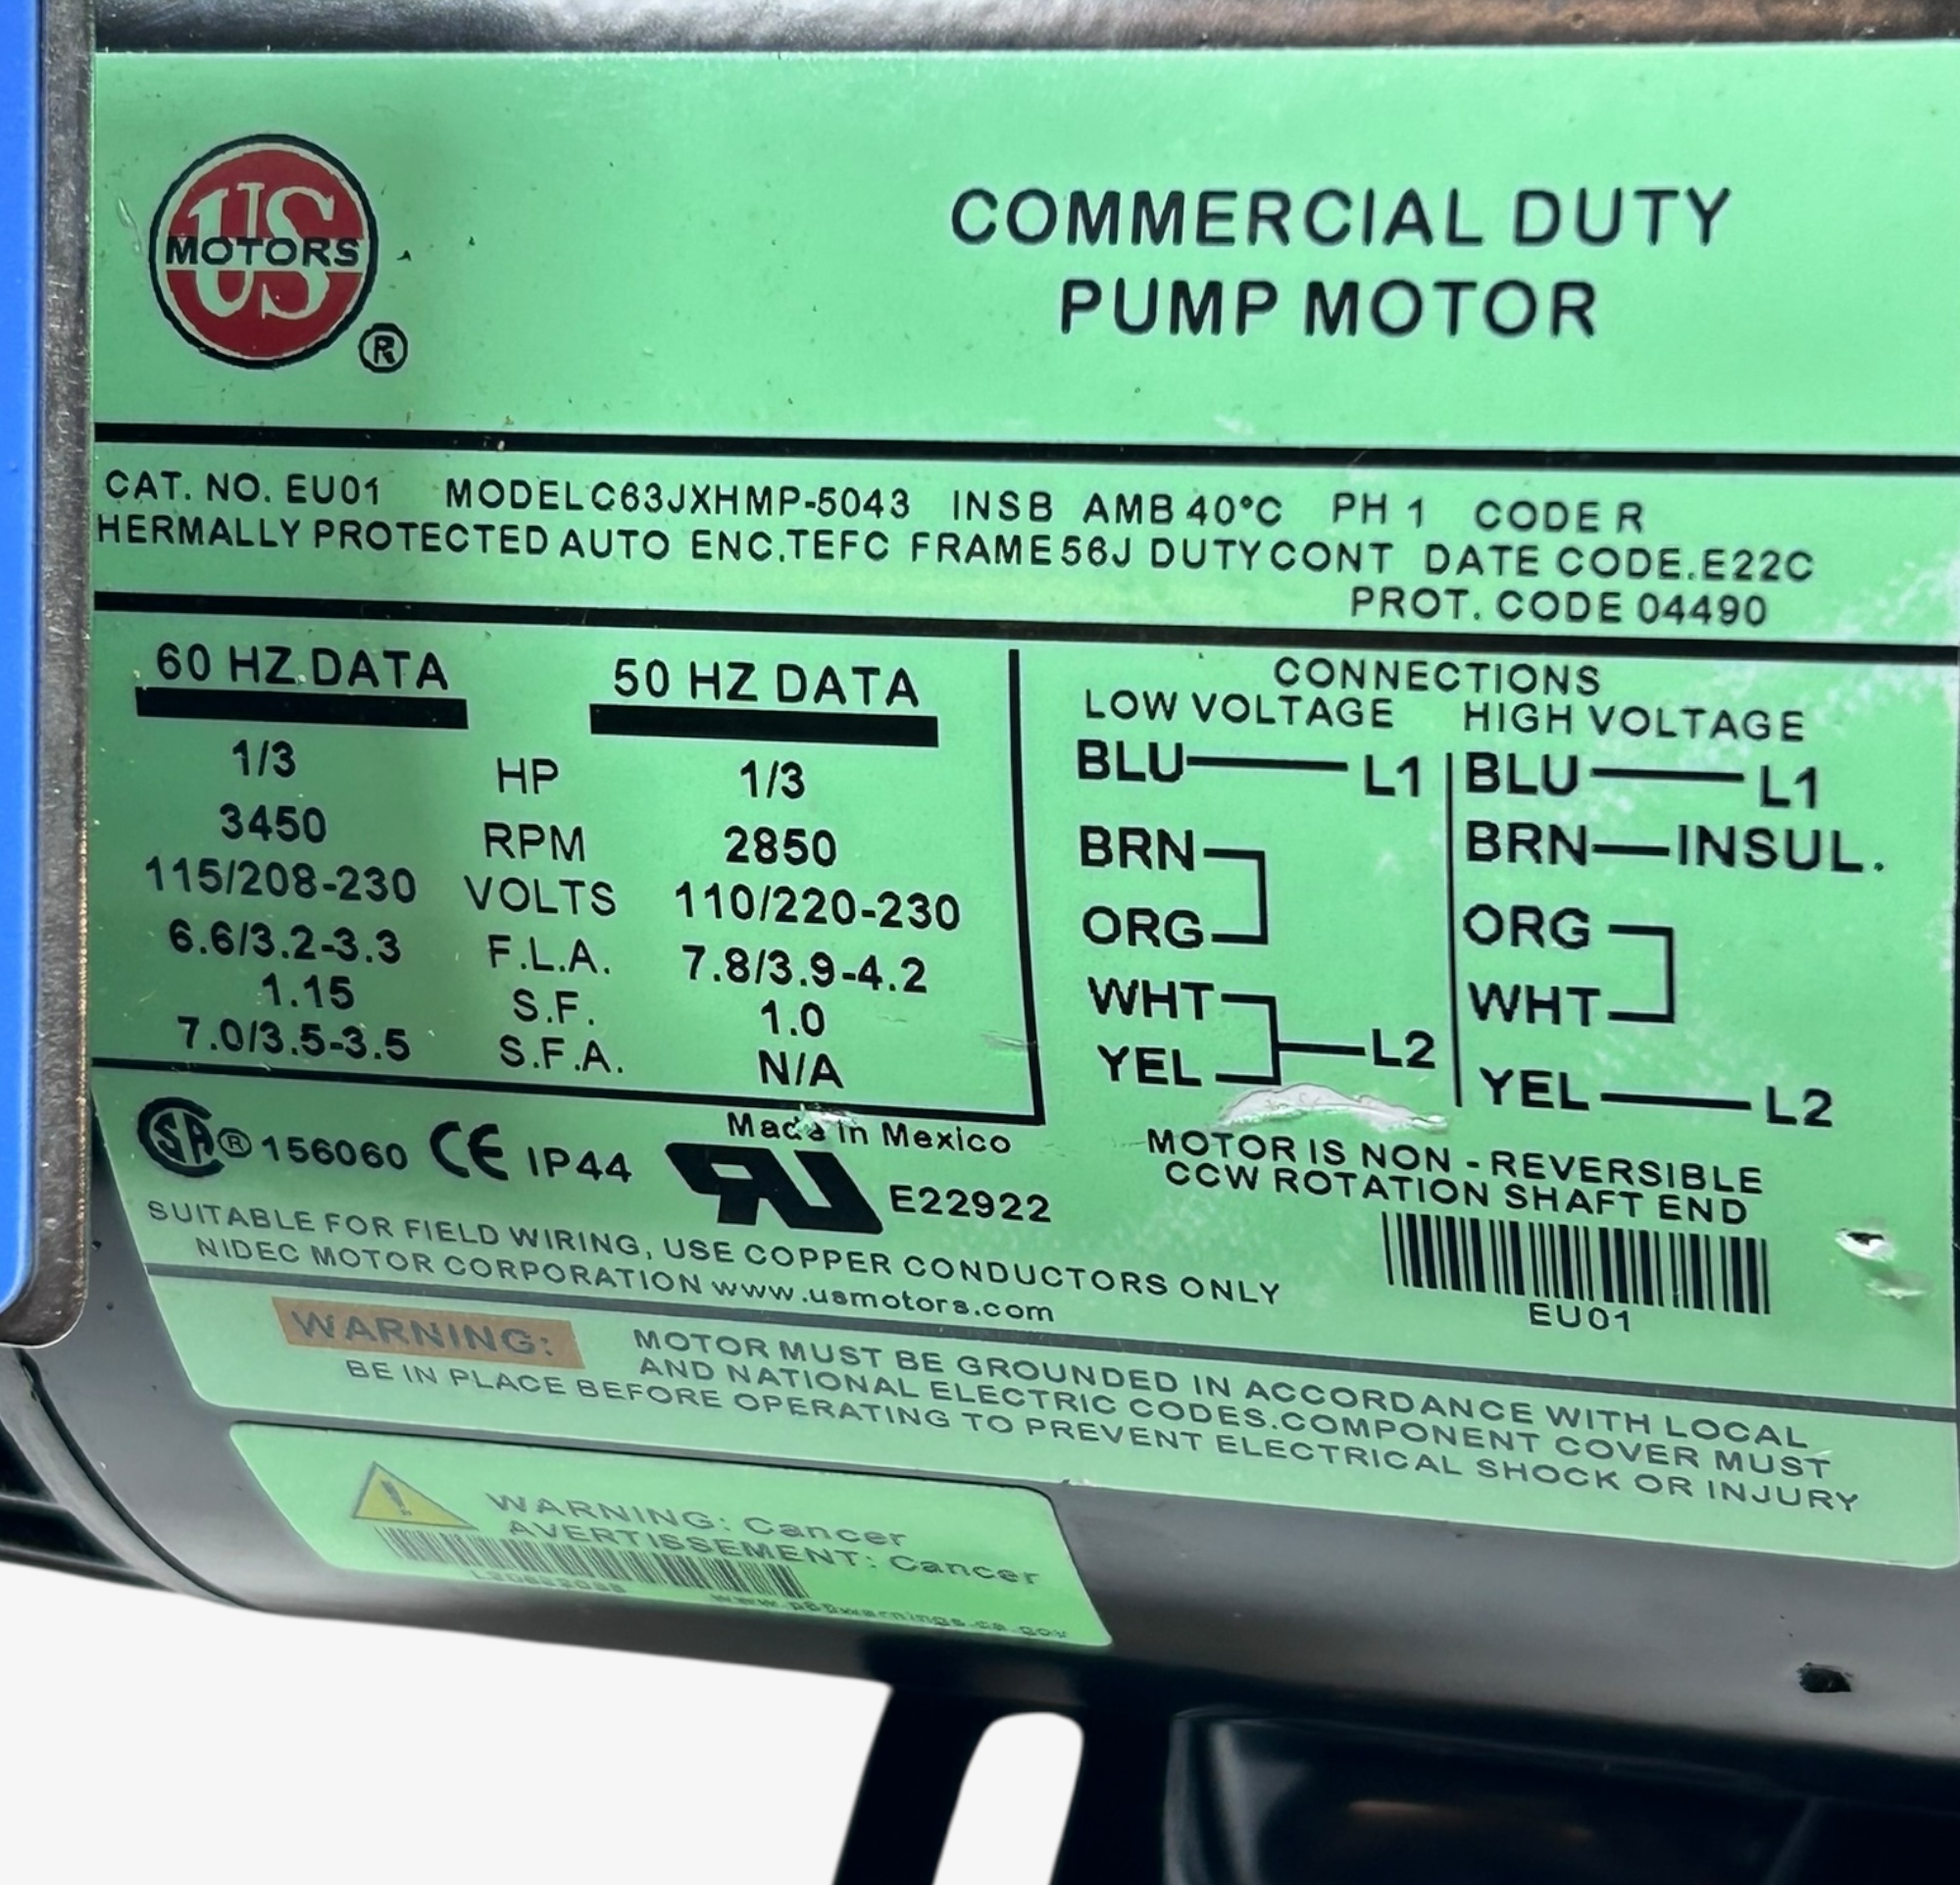 US
MOTORS
®
COMMERCIAL DUTY
PUMP MOTOR
CAT. NO. EU01 MODEL C63JXHMP-5043 INS B AMB 40°C PH 1 CODE R
HERMALLY PROTECTED AUTO ENC. TEFC FRAME 56J DUTY CONT DATE CODE. E22C
PROT. CODE 04490
60 HZ. DATA 50 HZ DATA
1/3 HP 1/3
3450 RPM 2850
115/208-230 VOLTS 110/220-230
6.6/3.2-3.3 F.L.A. 7.8/3.9-4.2
1.15 S.F. 1.0
7.0/3.5-3.5 S.F.A. N/A
CONNECTIONS
LOW VOLTAGE HIGH VOLTAGE
BLU L1 BLU L1
BRN BRN INSUL.
ORG ORG
WHT WHT
L2
YEL YEL L2
MOTOR IS NON - REVERSIBLE
CCW ROTATION SHAFT END
EU01
Made in Mexico
SA ® 156060 CE IP44 RU E22922
SUITABLE FOR FIELD WIRING, USE COPPER CONDUCTORS ONLY
NIDEC MOTOR CORPORATION www.usmotors.com
WARNING: MOTOR MUST BE GROUNDED IN ACCORDANCE WITH LOCAL
AND NATIONAL ELECTRIC CODES. COMPONENT COVER MUST
BE IN PLACE BEFORE OPERATING TO PREVENT ELECTRICAL SHOCK OR INJURY
WARNING: Cancer
AVERTISSEMENT: Cancer
www.p65warnings.ca.gov